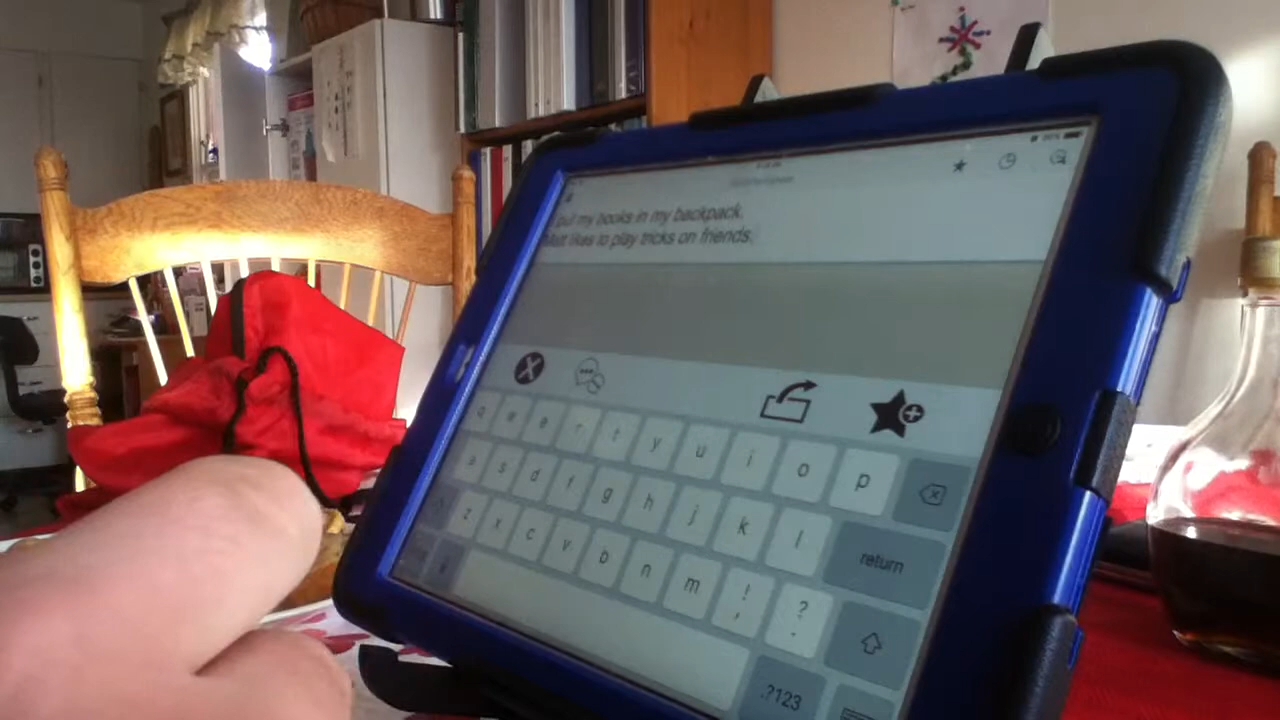 put my books in my backpack.
Matt likes to play tricks on friends.
q w e r t y u i o p
a s d f g h j k l return
z x c v b n m ! , ? .
.?123